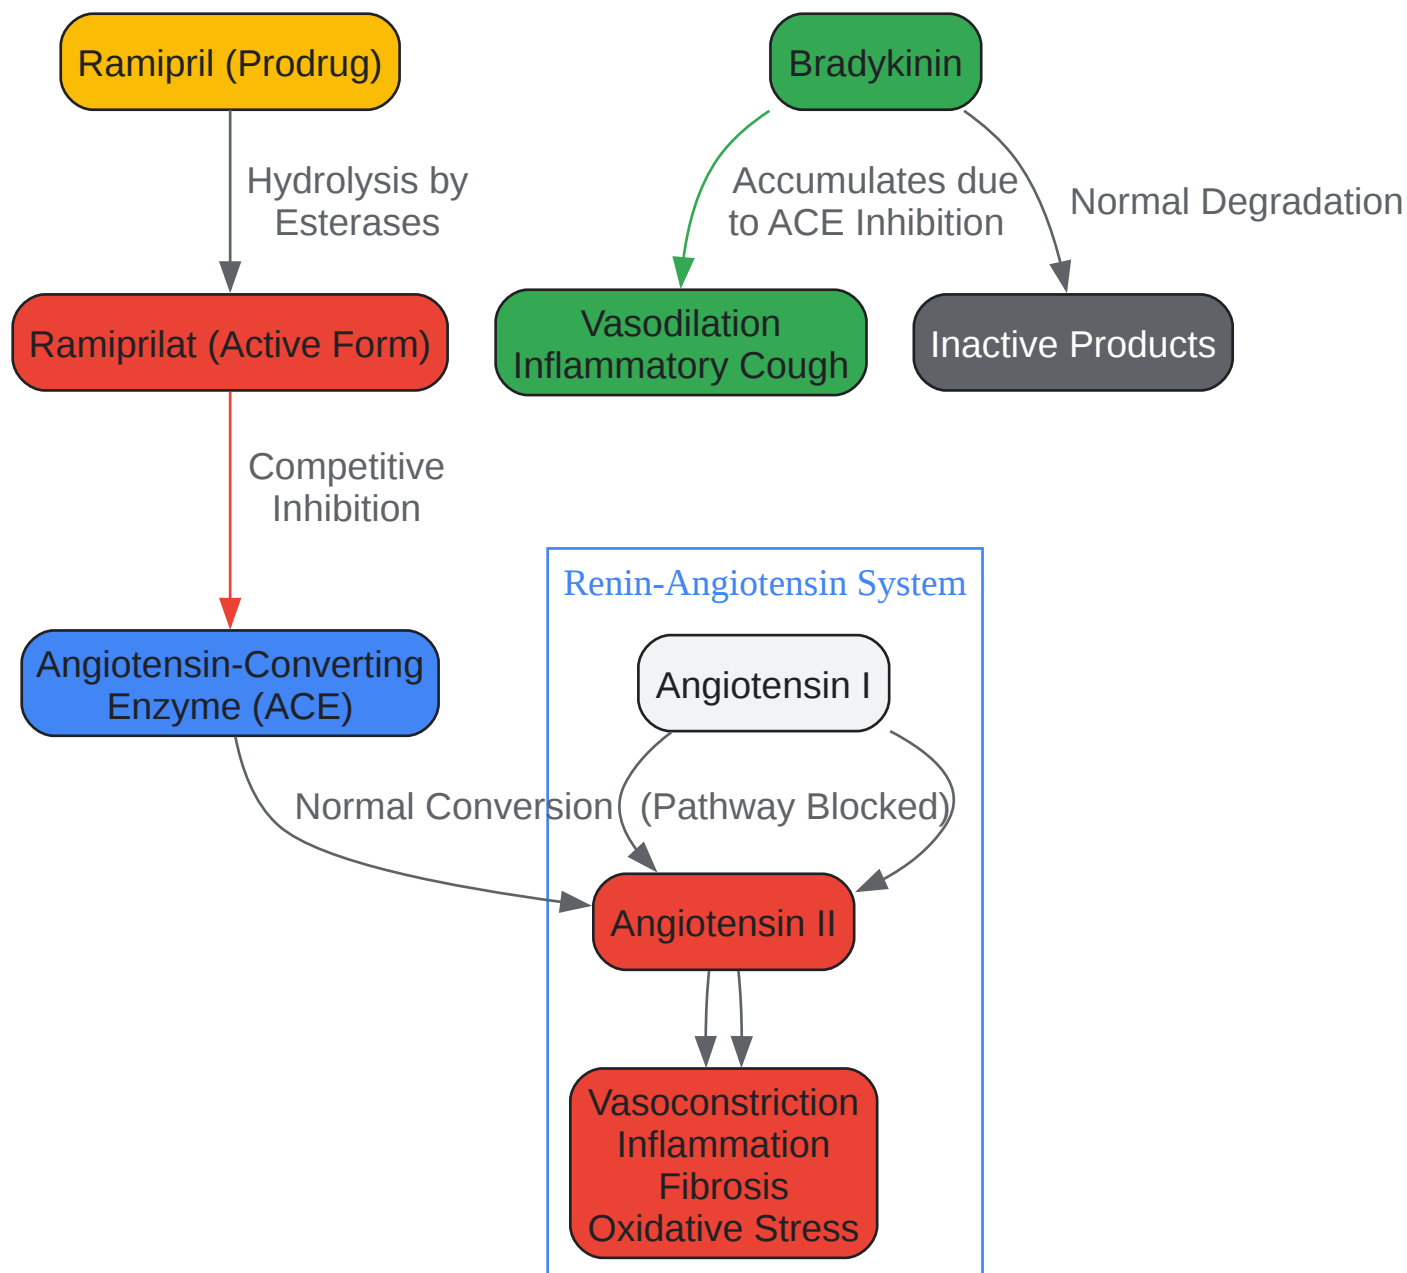 Ramipril (Prodrug)
Bradykinin
Hydrolysis by
Esterases
Accumulates due
to ACE Inhibition
Normal Degradation
Ramiprilat (Active Form)
Vasodilation
Inflammatory Cough
Inactive Products
Competitive
Inhibition
Renin-Angiotensin System
Angiotensin-Converting
Enzyme (ACE)
Angiotensin I
Normal Conversion
(Pathway Blocked)
Angiotensin II
Vasoconstriction
Inflammation
Fibrosis
Oxidative Stress